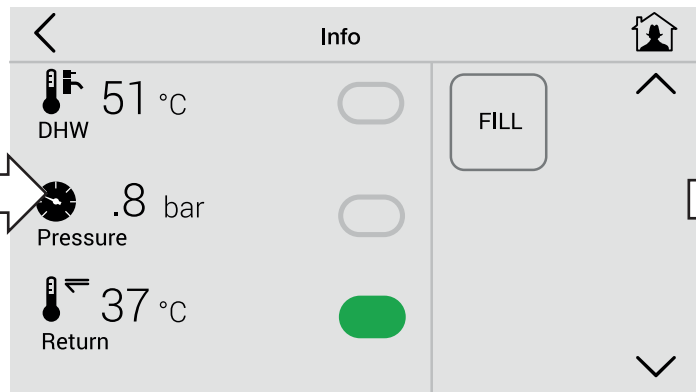 Info
51 °C
DHW
FILL
.8 bar
Pressure
37 °C
Return